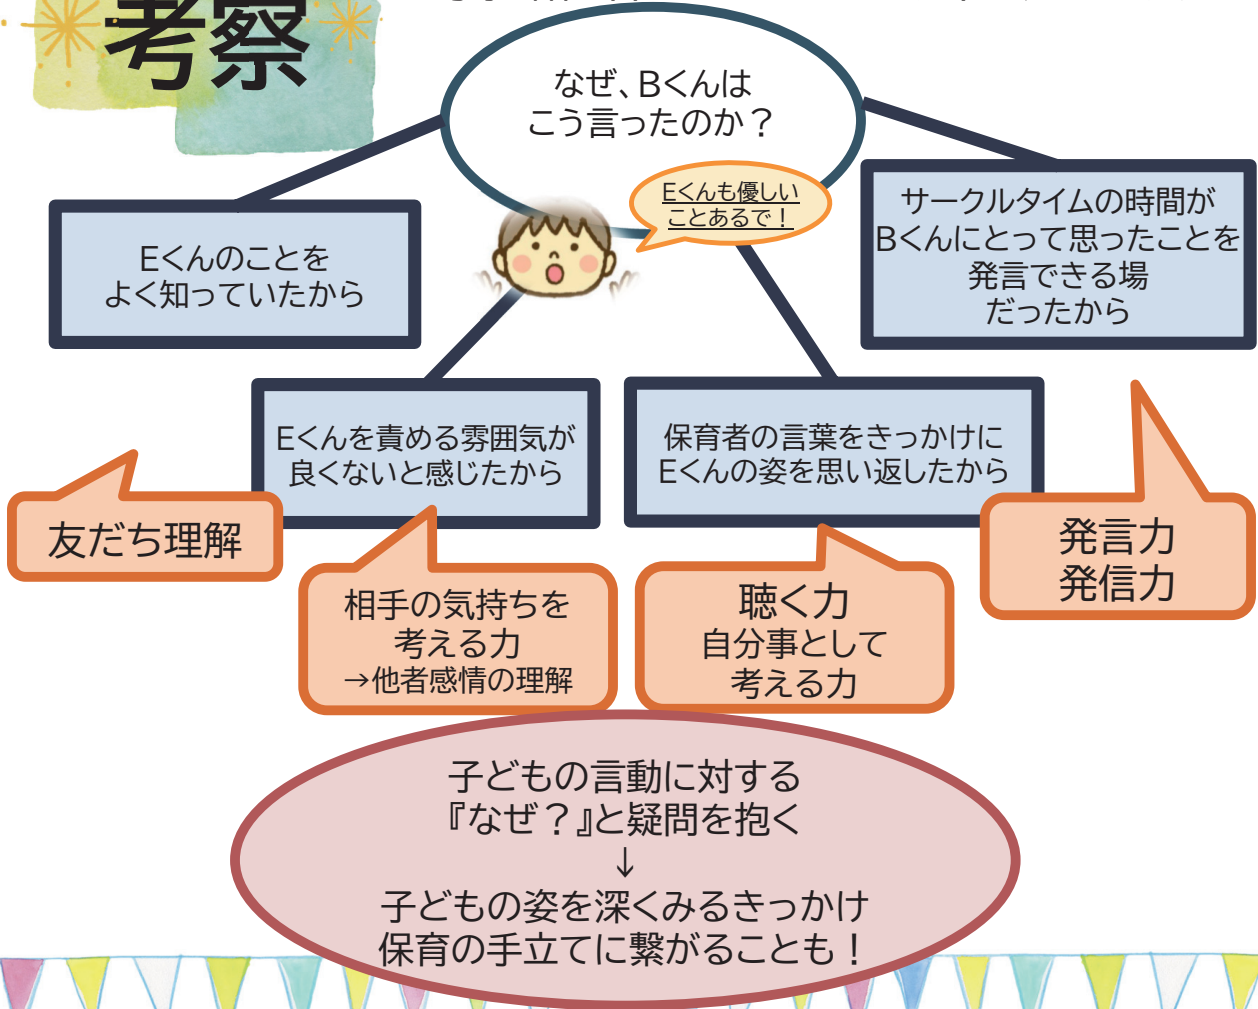 考察
なぜ、Bくんは
こう言ったのか？
Eくんも優しい
ことあるで！
Eくんのことを
よく知っていたから
サークルタイムの時間が
Bくんにとって思ったことを
発言できる場
だったから
Eくんを責める雰囲気が
良くないと感じたから
保育者の言葉をきっかけに
Eくんの姿を思い返したから
友だち理解
相手の気持ちを
考える力
→他者感情の理解
聴く力
自分事として
考える力
発言力
発信力
子どもの言動に対する
『なぜ？』と疑問を抱く
↓
子どもの姿を深くみるきっかけ
保育の手立てに繋がることも！